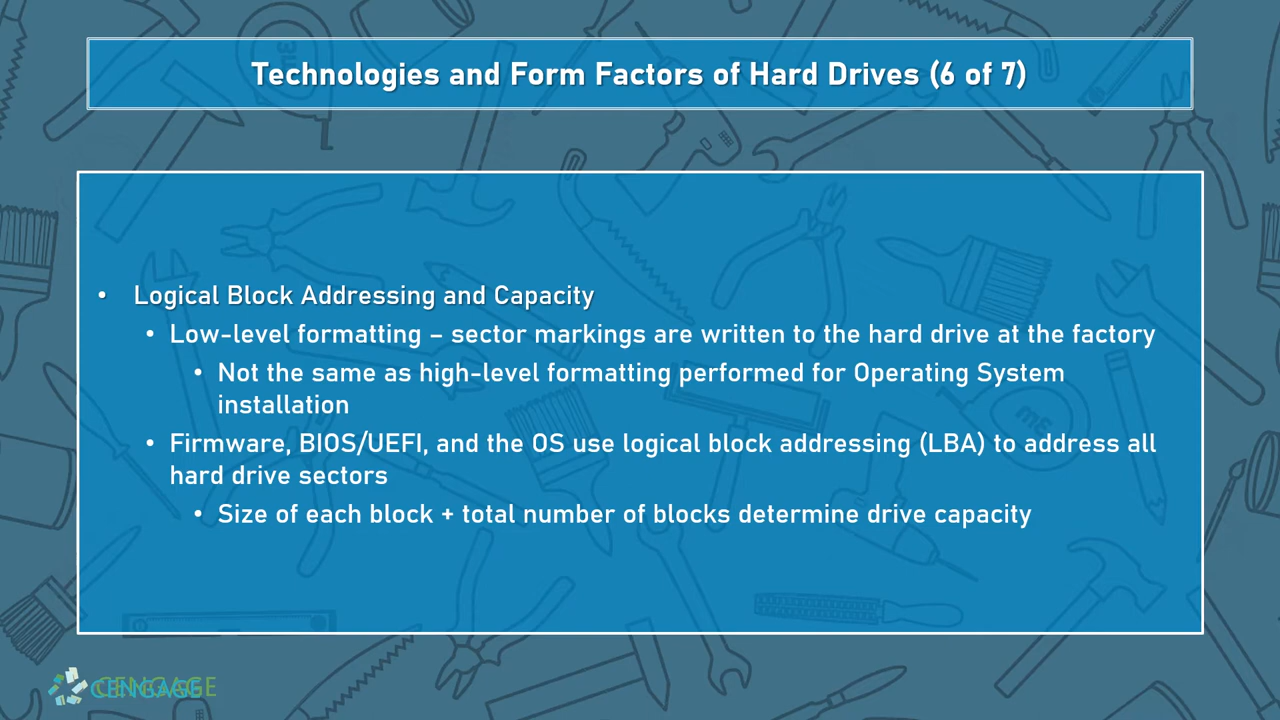 Technologies and Form Factors of Hard Drives (6 of 7)
• Logical Block Addressing and Capacity
• Low-level formatting – sector markings are written to the hard drive at the factory
• Not the same as high-level formatting performed for Operating System
installation
• Firmware, BIOS/UEFI, and the OS use logical block addressing (LBA) to address all
hard drive sectors
• Size of each block + total number of blocks determine drive capacity
CENGAGE